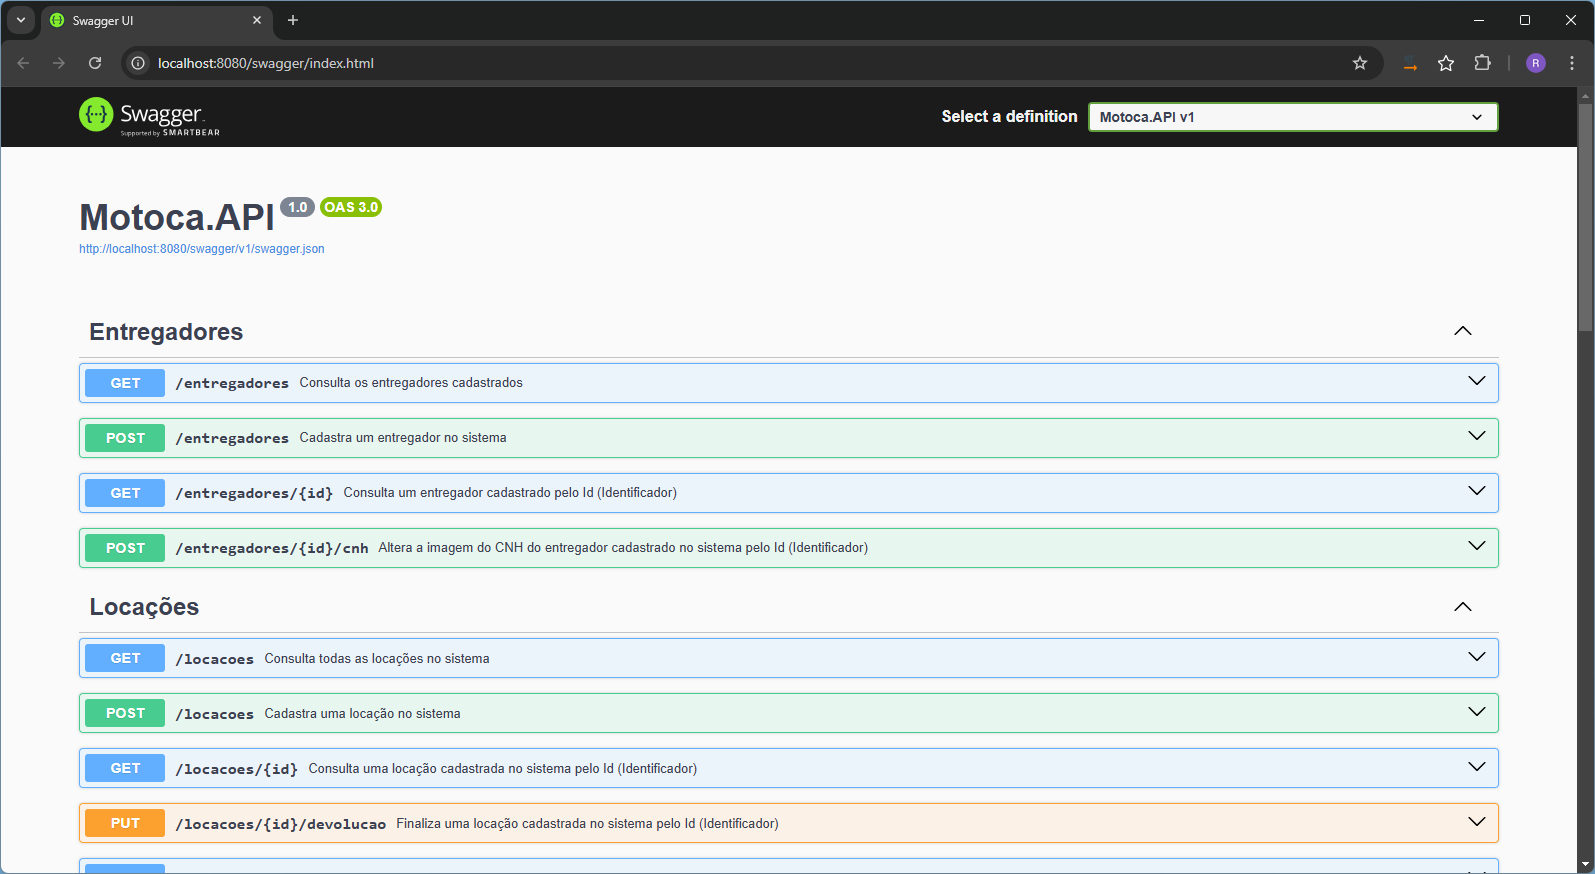 Swagger UI
localhost:8080/swagger/index.html
R
Swagger
Supported by SMARTBEAR
Select a definition
Motoca.API v1
Motoca.API 1.0 OAS 3.0
http://localhost:8080/swagger/v1/swagger.json
Entregadores
GET /entregadores Consulta os entregadores cadastrados
POST /entregadores Cadastra um entregador no sistema
GET /entregadores/{id} Consulta um entregador cadastrado pelo Id (Identificador)
POST /entregadores/{id}/cnh Altera a imagem do CNH do entregador cadastrado no sistema pelo Id (Identificador)
Locações
GET /locacoes Consulta todas as locações no sistema
POST /locacoes Cadastra uma locação no sistema
GET /locacoes/{id} Consulta uma locação cadastrada no sistema pelo Id (Identificador)
PUT /locacoes/{id}/devolucao Finaliza uma locação cadastrada no sistema pelo Id (Identificador)